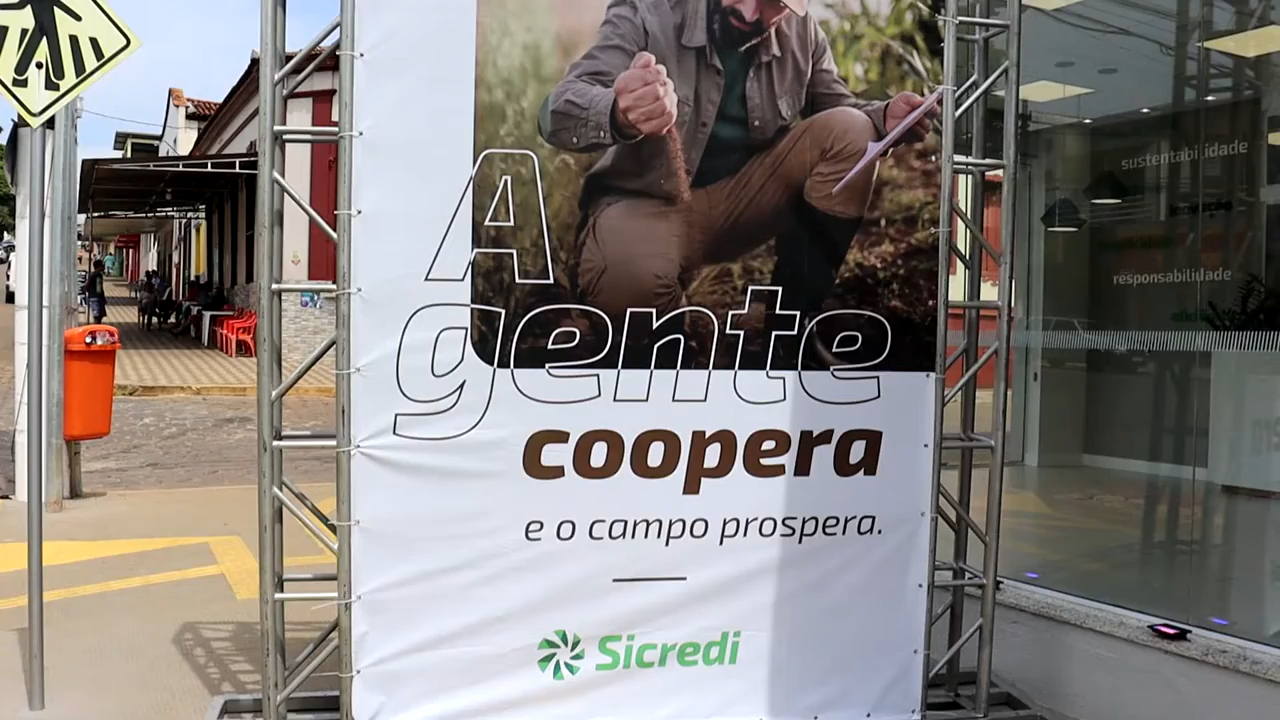 A
gente
coopera
e o campo prospera.
Sicredi
sustentabilidade
responsabilidade